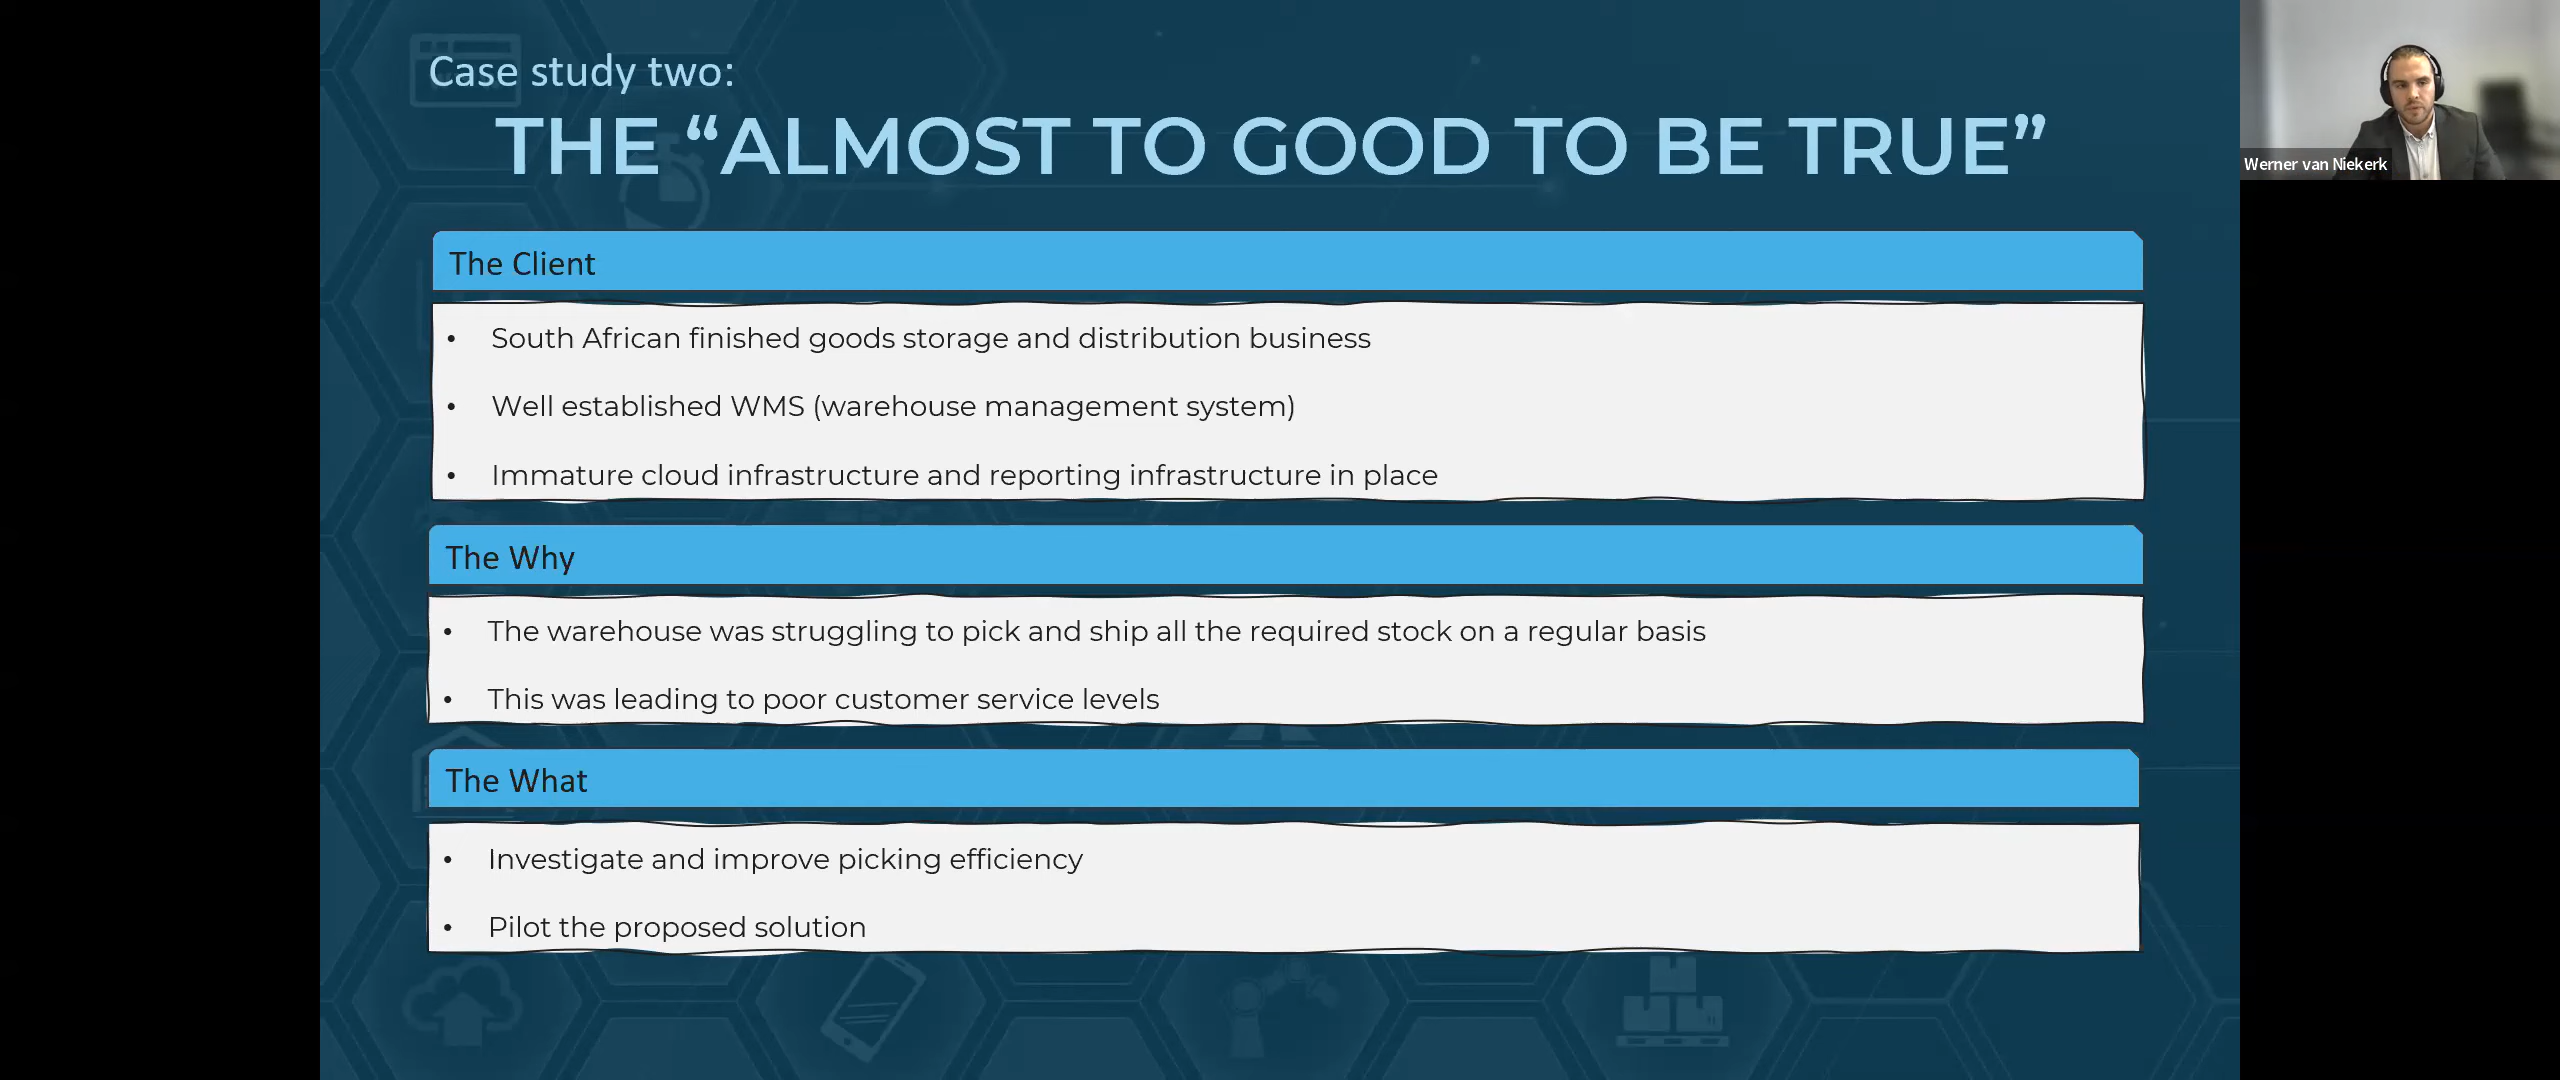 Case study two:
THE “ALMOST TO GOOD TO BE TRUE”
Werner van Niekerk
The Client
• South African finished goods storage and distribution business
• Well established WMS (warehouse management system)
• Immature cloud infrastructure and reporting infrastructure in place
The Why
• The warehouse was struggling to pick and ship all the required stock on a regular basis
• This was leading to poor customer service levels
The What
• Investigate and improve picking efficiency
• Pilot the proposed solution